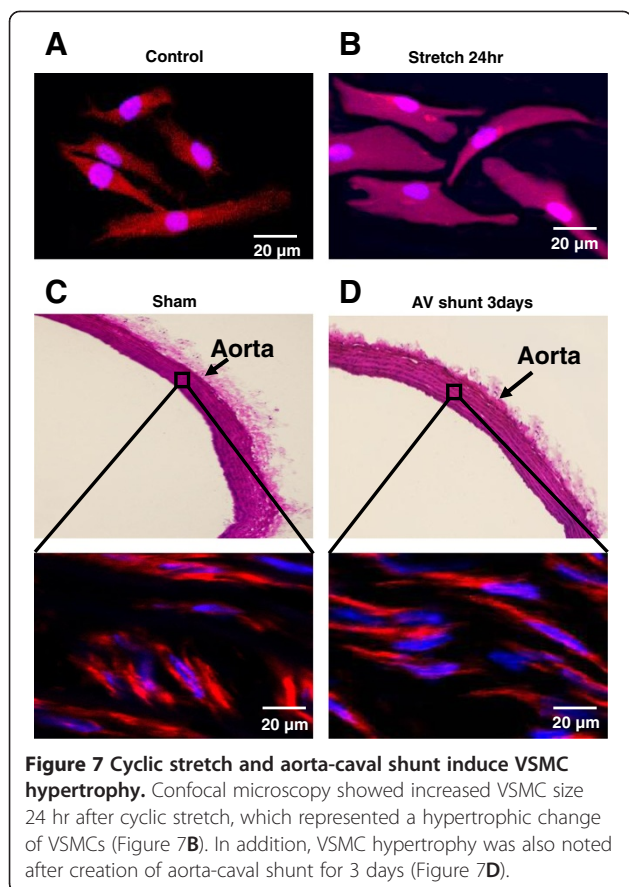 A
Control
B
Stretch 24hr
20 µm
20 µm
C
Sham
D
AV shunt 3days
Aorta
Aorta
20 µm
20 µm
Figure 7 Cyclic stretch and aorta-caval shunt induce VSMC
hypertrophy. Confocal microscopy showed increased VSMC size
24 hr after cyclic stretch, which represented a hypertrophic change
of VSMCs (Figure 7B). In addition, VSMC hypertrophy was also noted
after creation of aorta-caval shunt for 3 days (Figure 7D).